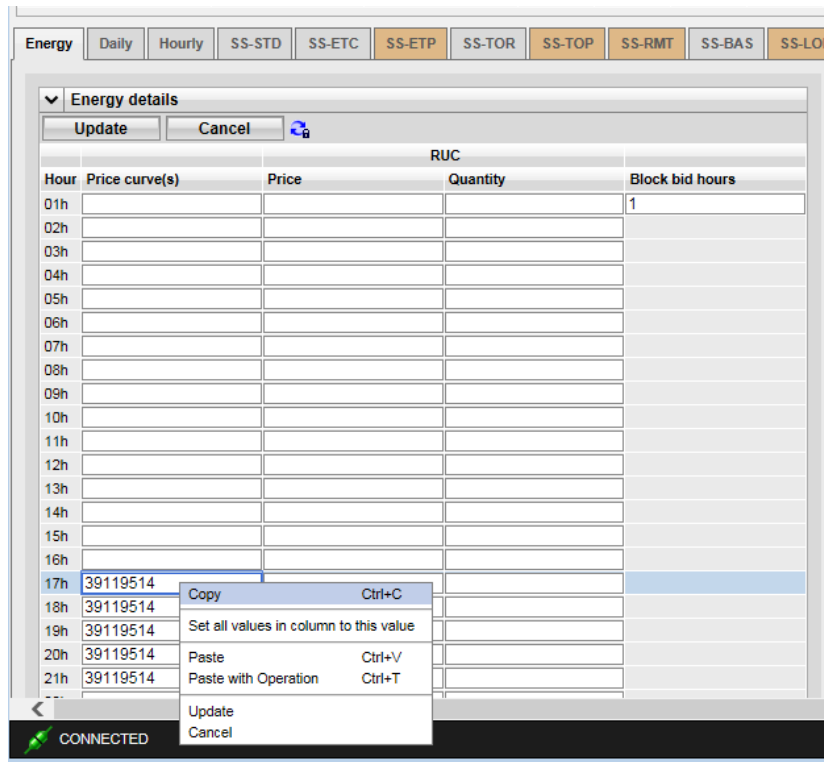 Energy Daily Hourly SS-STD SS-ETC SS-ETP SS-TOR SS-TOP SS-RMT SS-BAS
Energy details
Update Cancel
RUC
Hour Price curve(s) Price Quantity Block bid hours
01h 1
02h
03h
04h
05h
06h
07h
08h
09h
10h
11h
12h
13h
14h
15h
16h
17h 39119514
18h 39119514
19h 39119514
20h 39119514
21h 39119514
Copy Ctrl+C
Set all values in column to this value
Paste Ctrl+V
Paste with Operation Ctrl+T
Update
Cancel
CONNECTED